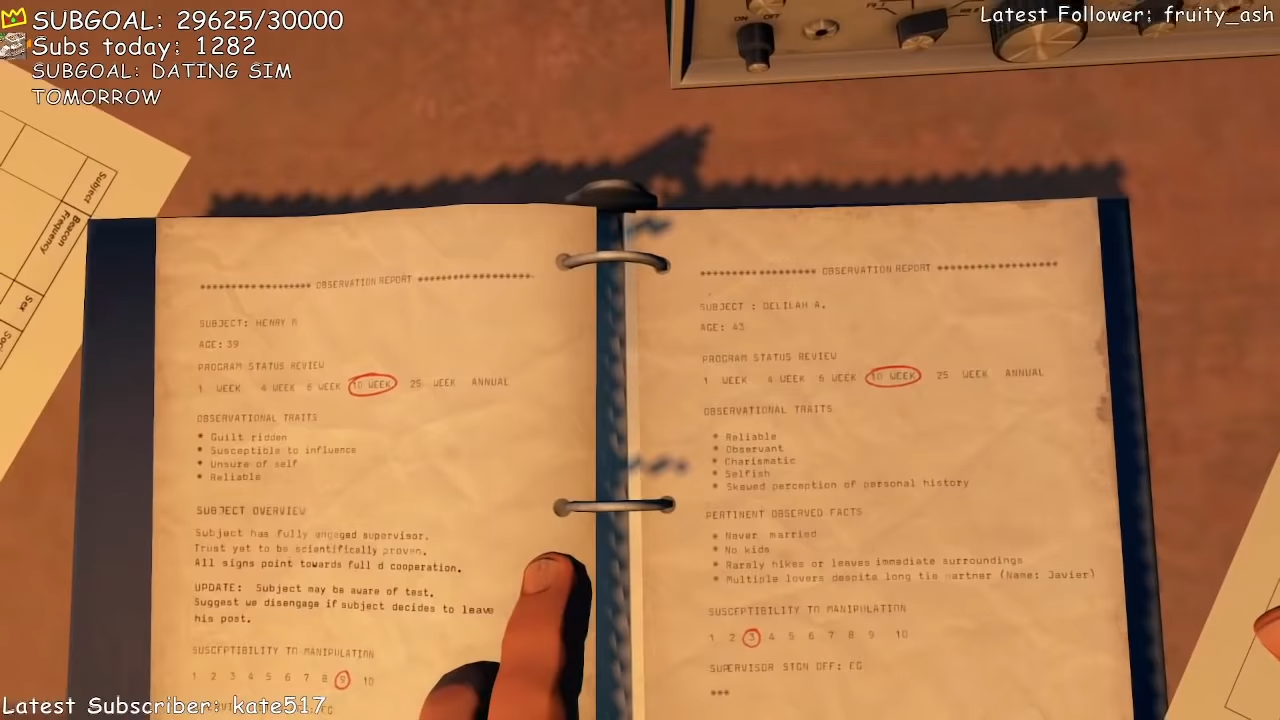 SUBGOAL: 29625/30000
Subs today: 1282
SUBGOAL: DATING SIM
TOMORROW
Latest Follower: fruity_ash
ON OFF
Subject
Beacon
Frequency
Sex
****************** OBSERVATION REPORT ******************
SUBJECT: HENRY
AGE: 39
PROGRAM STATUS REVIEW
1 WEEK 4 WEEK 6 WEEK 10 WEEK 25 WEEK ANNUAL
OBSERVATIONAL TRAITS
* Guilt ridden
* Susceptible to influence
* Unsure of self
* Reliable
SUBJECT OVERVIEW
Subject has fully engaged supervisor.
Trust yet to be scientifically proven.
All signs point towards full d cooperation.
UPDATE: Subject may be aware of test.
Suggest we disengage if subject decides to leave
his post.
SUSCEPTIBILITY TO MANIPULATION
1 2 3 4 5 6 7 8 9 10
****************** OBSERVATION REPORT ******************
SUBJECT : DELILAH A.
AGE: 43
PROGRAM STATUS REVIEW
1 WEEK 4 WEEK 6 WEEK 10 WEEK 25 WEEK ANNUAL
OBSERVATIONAL TRAITS
* Reliable
* Observant
* Charismatic
* Selfish
* Skewed perception of personal history
PERTINENT OBSERVED FACTS
* Never married
* No kids
* Rarely hikes or leaves immediate surroundings
* Multiple lovers despite long tie partner (Name: Javier)
SUSCEPTIBILITY TO MANIPULATION
1 2 3 4 5 6 7 8 9 10
SUPERVISOR SIGN OFF: EG
***
Latest Subscriber: kate517